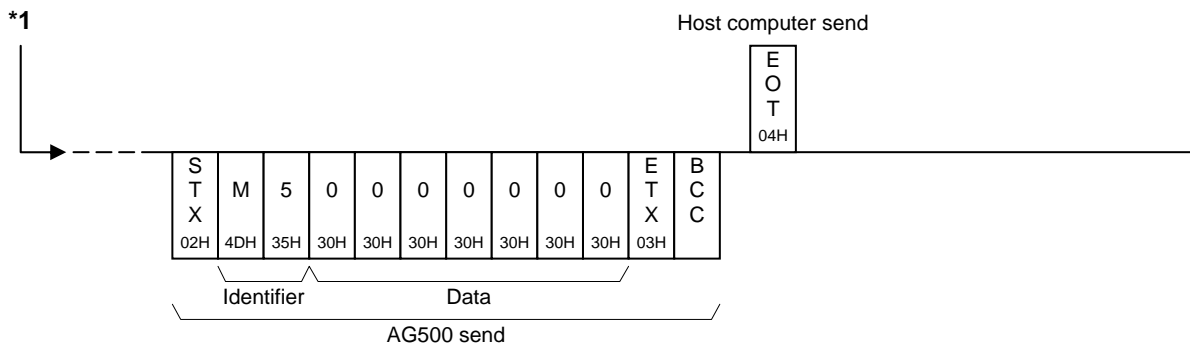 *1
Host computer send
E
O
T
04H
S
T
X
02H
M
4DH
5
35H
0
30H
0
30H
0
30H
0
30H
0
30H
0
30H
0
30H
E
T
X
03H
B
C
C
Identifier
Data
AG500 send